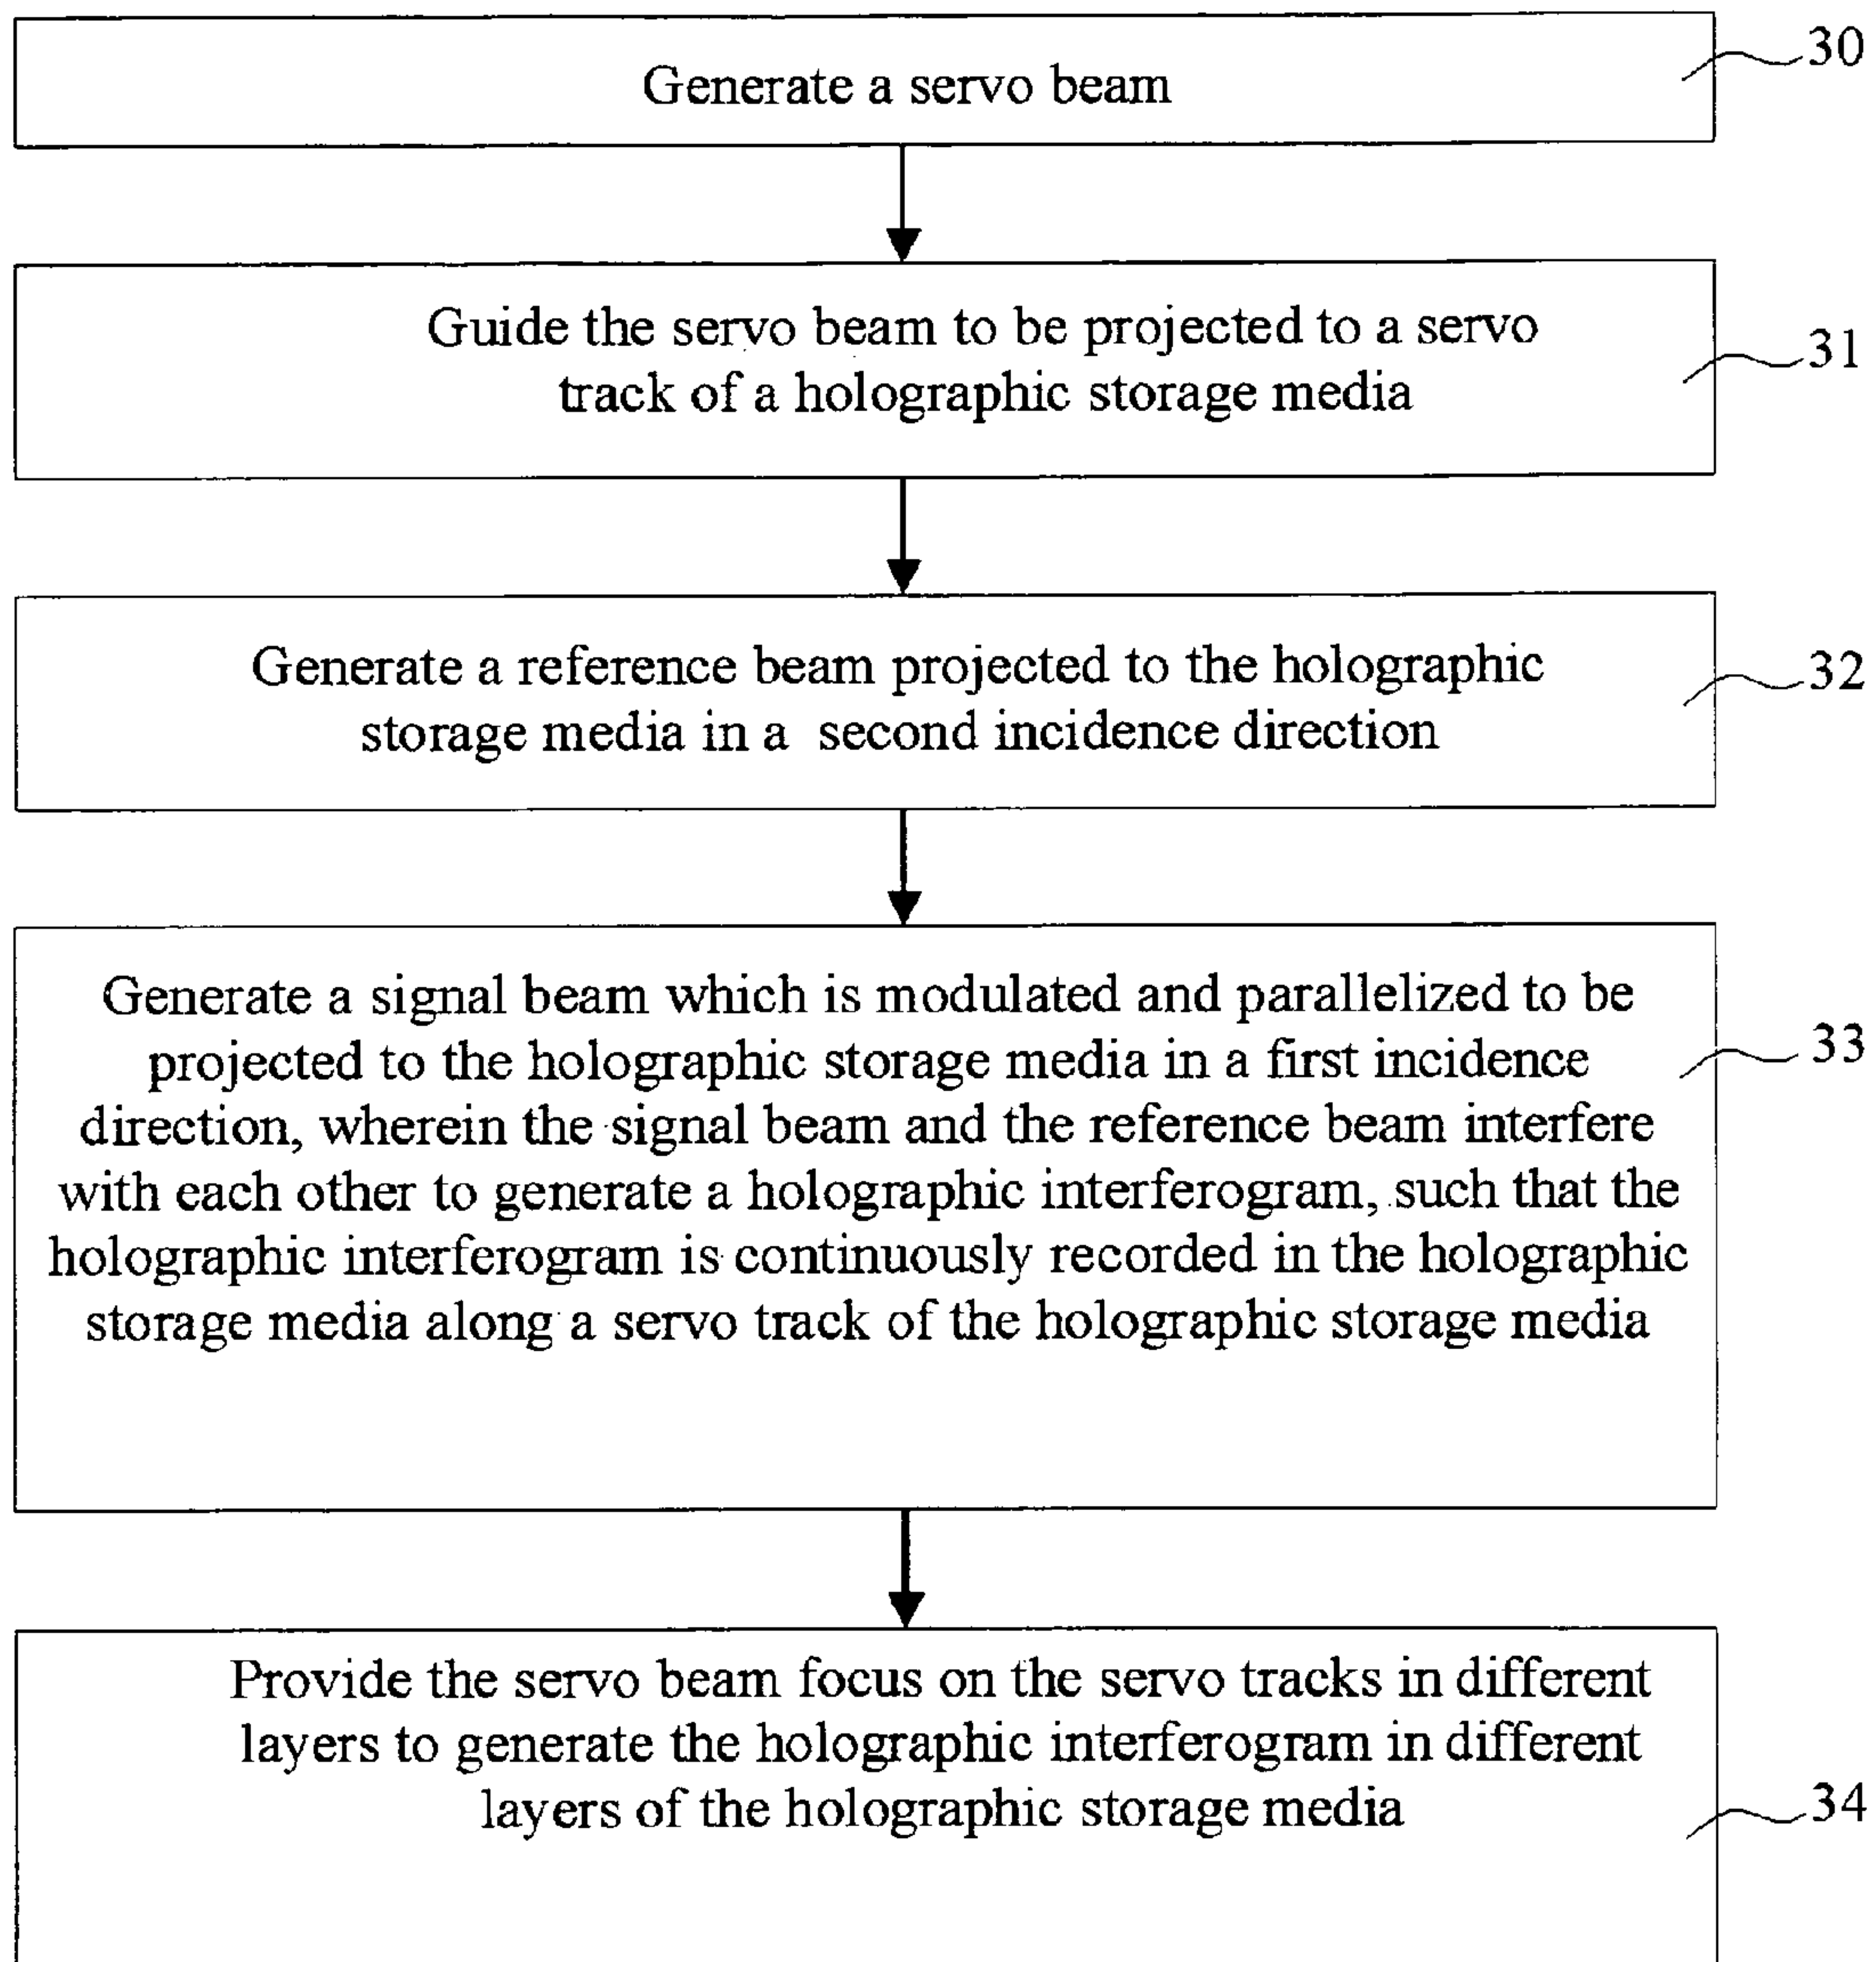 Generate a servo beam
30
Guide the servo beam to be projected to a servo
track of a holographic storage media
31
Generate a reference beam projected to the holographic
storage media in a second incidence direction
32
Generate a signal beam which is modulated and parallelized to be
projected to the holographic storage media in a first incidence
direction, wherein the signal beam and the reference beam interfere
with each other to generate a holographic interferogram, such that the
holographic interferogram is continuously recorded in the holographic
storage media along a servo track of the holographic storage media
33
Provide the servo beam focus on the servo tracks in different
layers to generate the holographic interferogram in different
layers of the holographic storage media
34